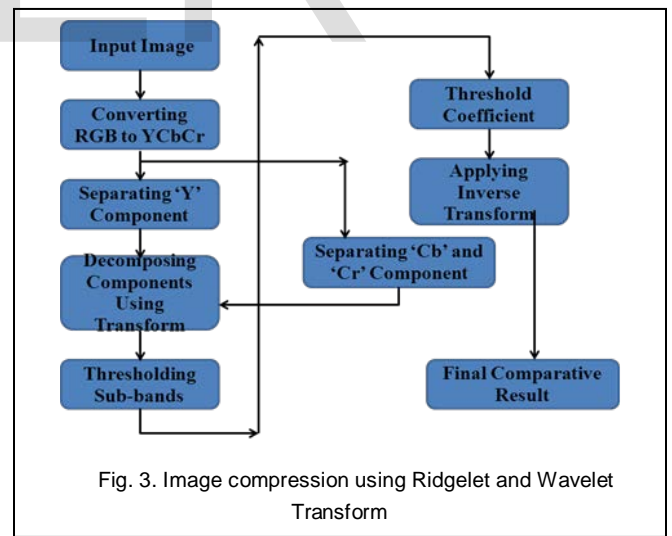 Input Image
Converting
RGB to YCbCr
Separating ‘Y’
Component
Decomposing
Components
Using
Transform
Thresholding
Sub-bands
Separating ‘Cb’ and
‘Cr’ Component
Threshold
Coefficient
Applying
Inverse
Transform
Final Comparative
Result
Fig. 3. Image compression using Ridgelet and Wavelet
Transform